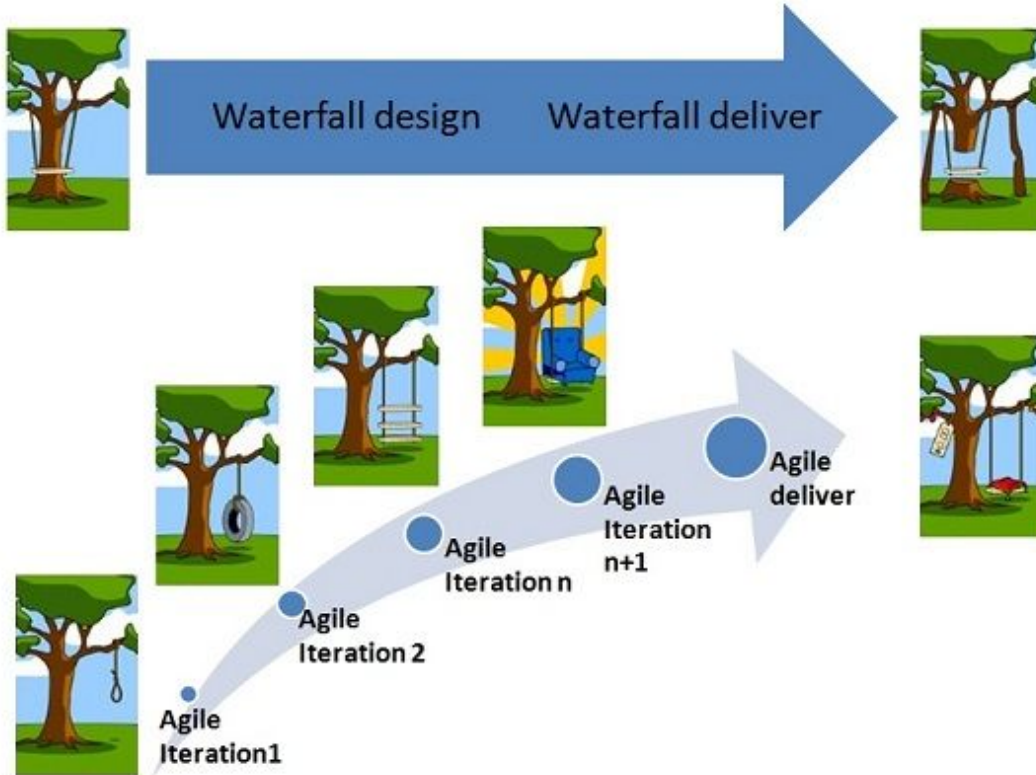 Waterfall design
Waterfall deliver
Agile
deliver
Agile
Iteration
n+1
Agile
Iteration n
Agile
Iteration 2
Agile
Iteration1